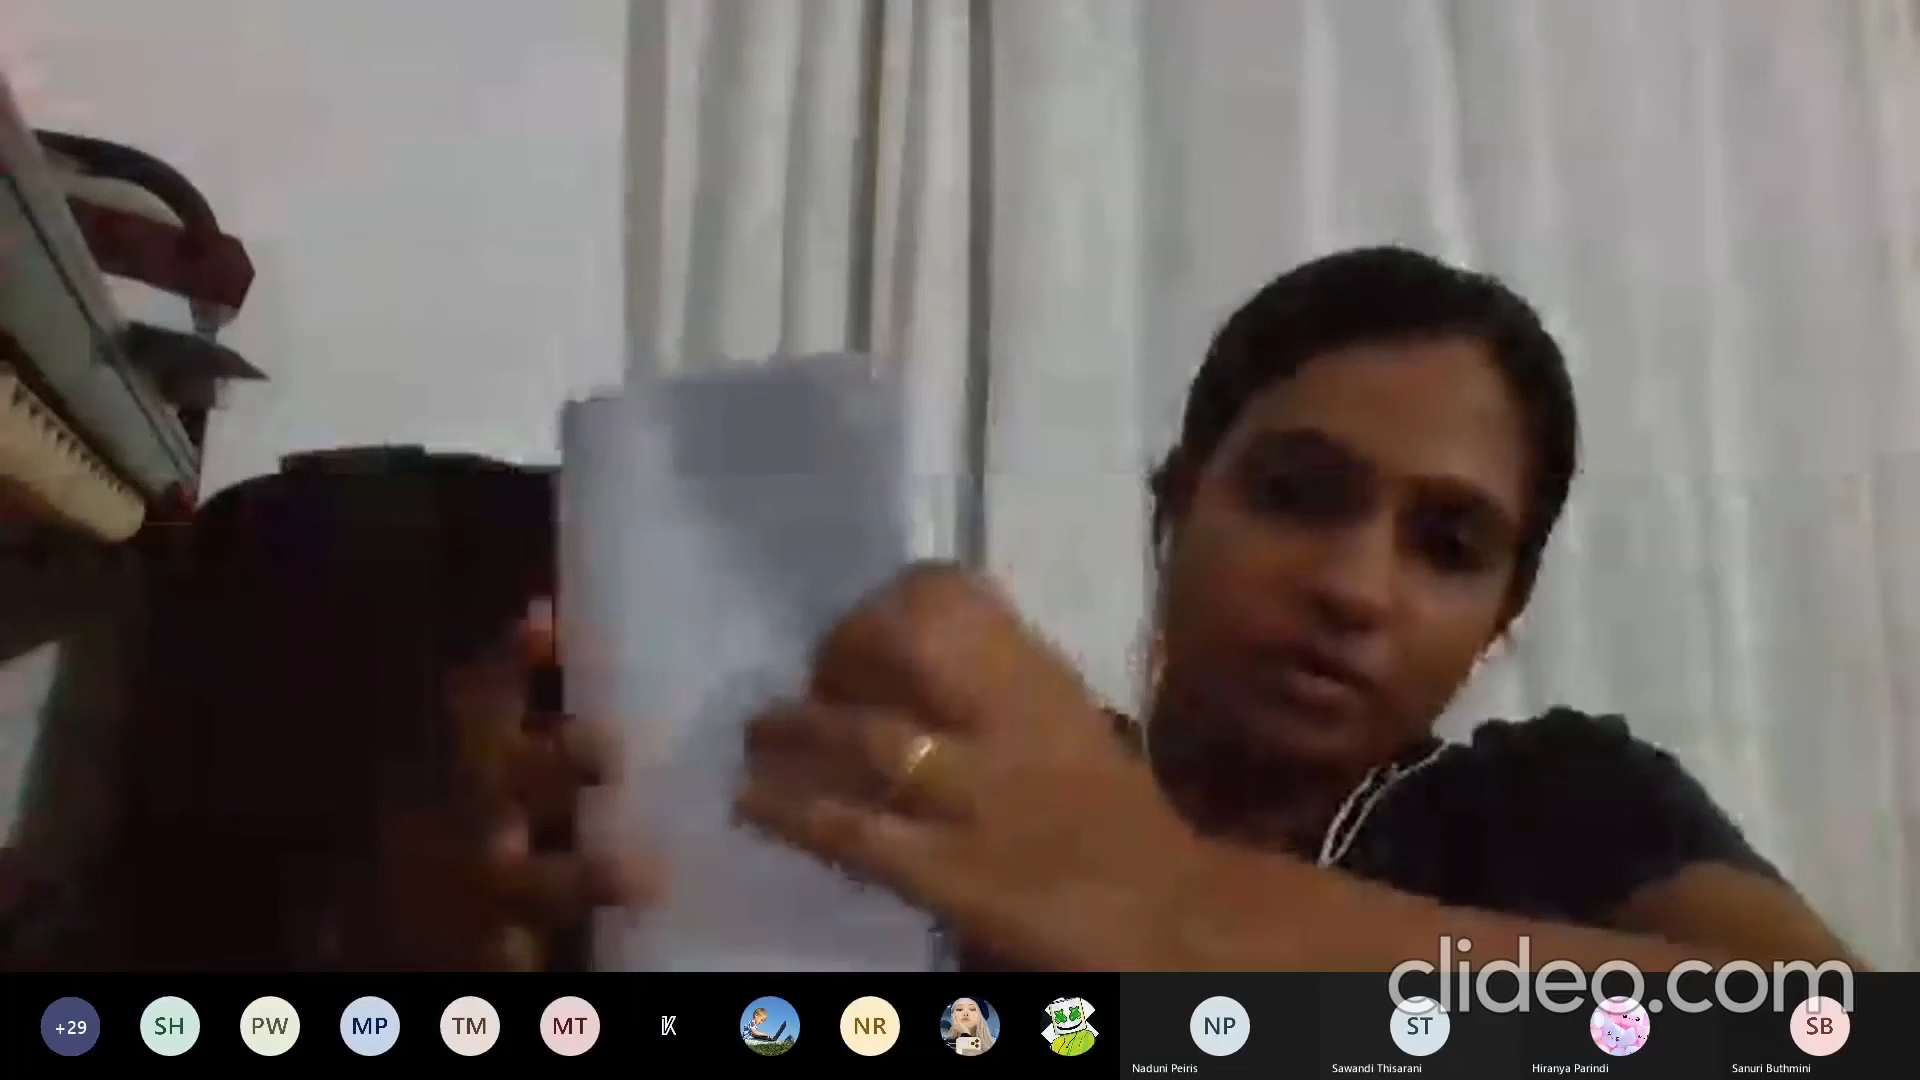 clideo.com
+29
SH
PW
MP
TM
MT
K
NR
NP
ST
SB
Naduni Peiris
Sawandi Thisarani
Hiranya Parindi
Sanuri Buthmini